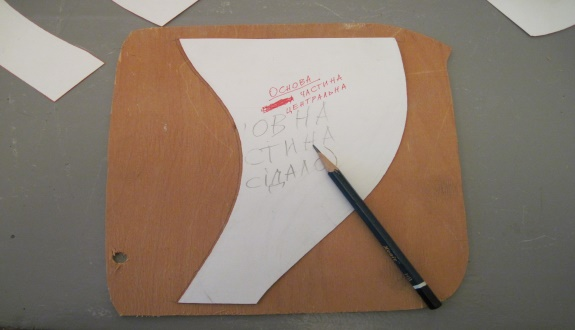 Основа
частина
центральна
ОВНА
СТИНА
СІДАЛО